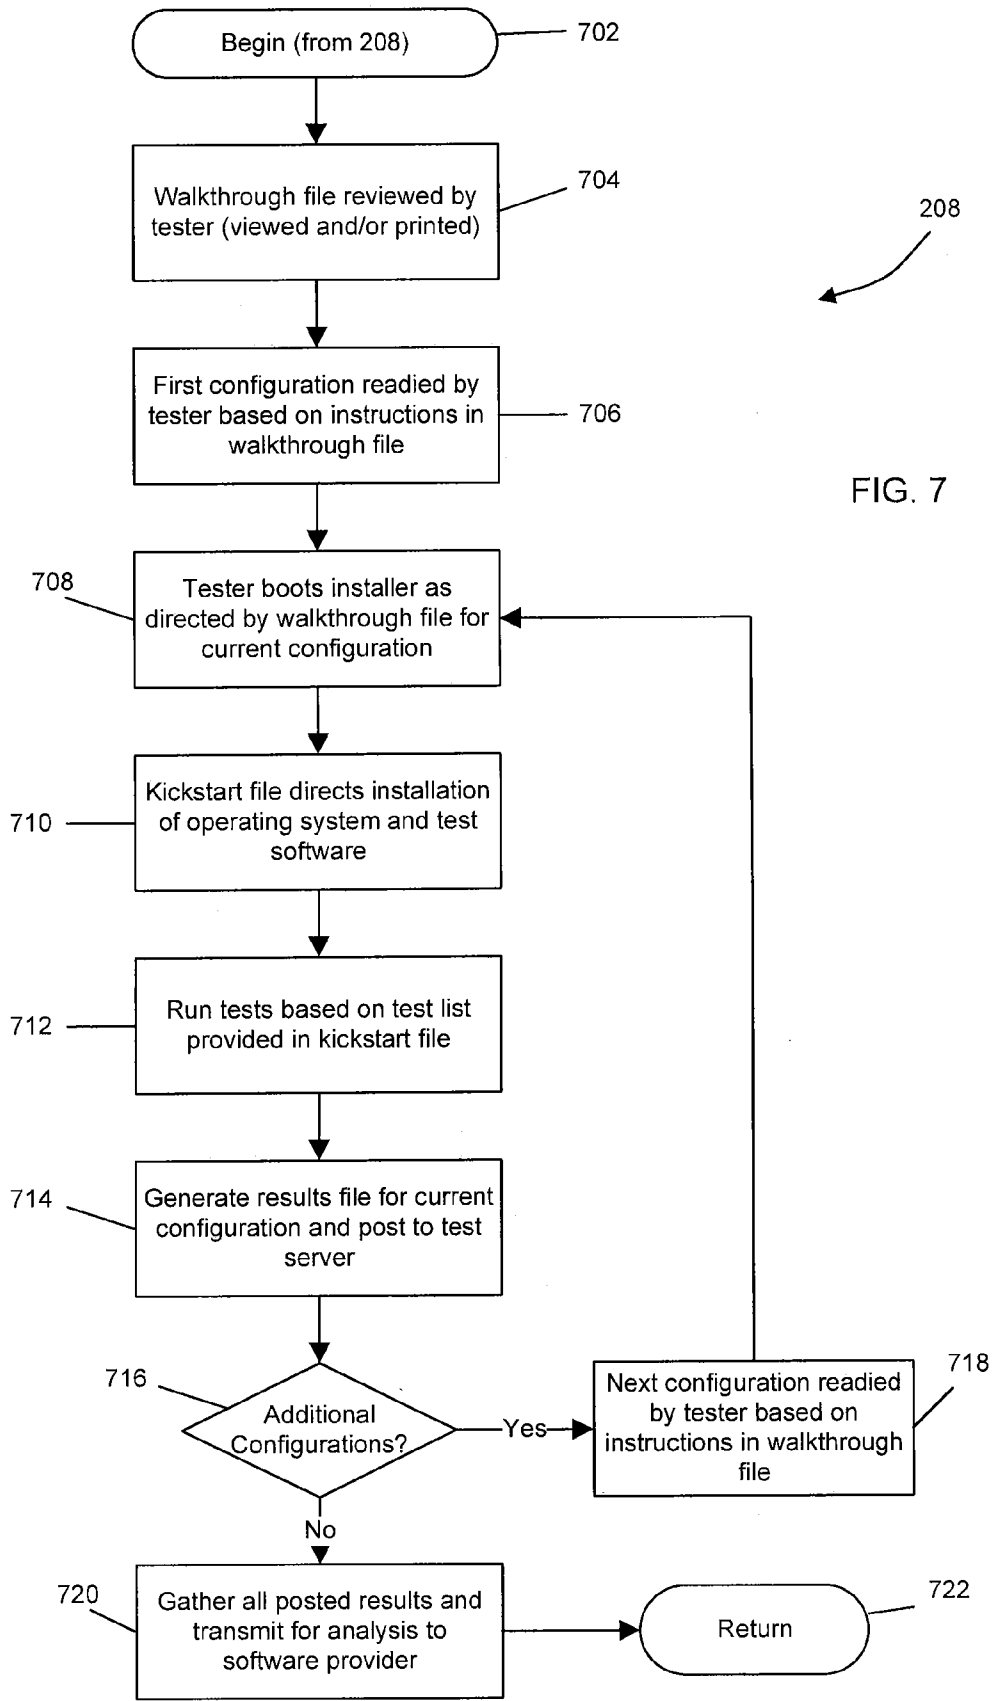 Begin (from 208)
702
Walkthrough file reviewed by
tester (viewed and/or printed)
704
208
First configuration readied by
tester based on instructions in
walkthrough file
706
FIG. 7
708
Tester boots installer as
directed by walkthrough file for
current configuration
710
Kickstart file directs installation
of operating system and test
software
712
Run tests based on test list
provided in kickstart file
714
Generate results file for current
configuration and post to test
server
716
Additional
Configurations?
Yes
718
Next configuration readied
by tester based on
instructions in walkthrough
file
No
720
Gather all posted results and
transmit for analysis to
software provider
Return
722